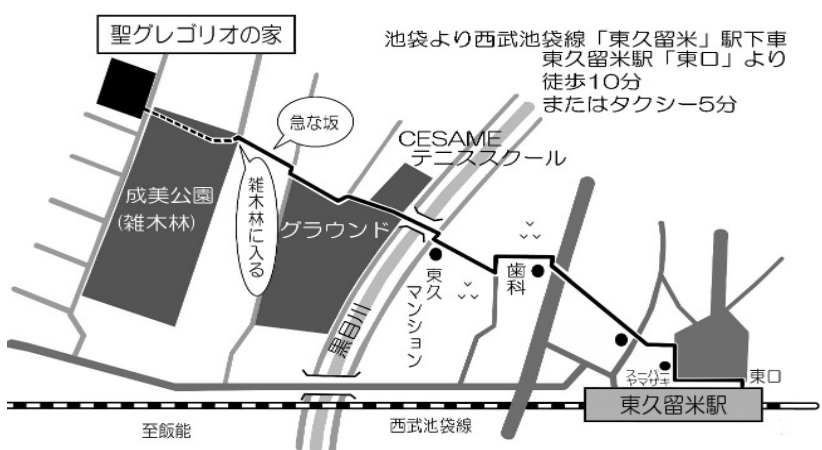 聖グレゴリオの家
池袋より西武池袋線「東久留米」駅下車
東久留米駅「東口」より
徒歩10分
またはタクシー5分
急な坂
CESAME
テニススクール
成美公園
(雑木林)
雑木林に入る
グラウンド
歯科
東久
マンション
黒目川
スーパー
ヤマザキ
東口
東久留米駅
至飯能
西武池袋線